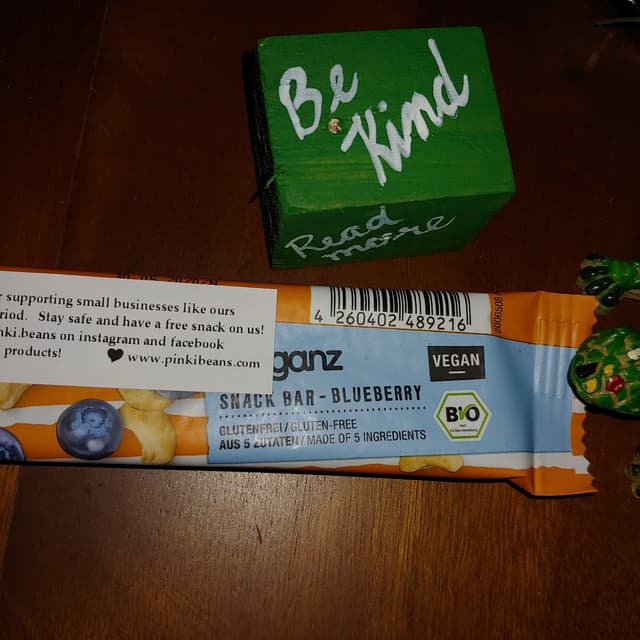 Be
Kind
Read
more
supporting small businesses like ours
Stay safe and have a free snack on us!
nki.beans on instagram and facebook
products! www.pinkibeans.com
4 260402 489216
ganz
VEGAN
SNACK BAR - BLUEBERRY
GLUTENFREI / GLUTEN-FREE
AUS 5 ZUTATEN / MADE OF 5 INGREDIENTS
BIO